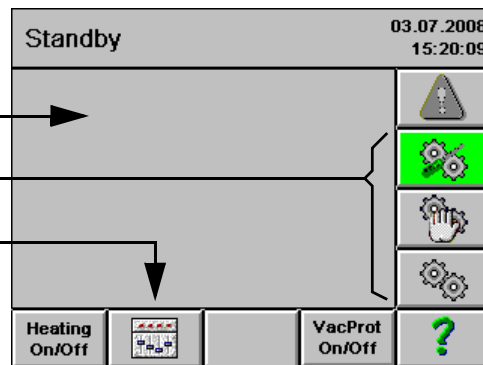 Standby
03.07.2008
15:20:09
Heating
On/Off
VacProt
On/Off
?